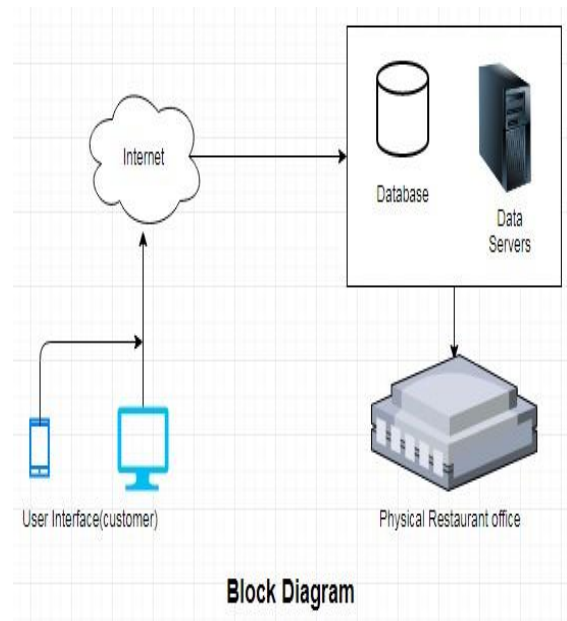 Internet
Database
Data
Servers
User Interface(customer)
Physical Restaurant office
Block Diagram